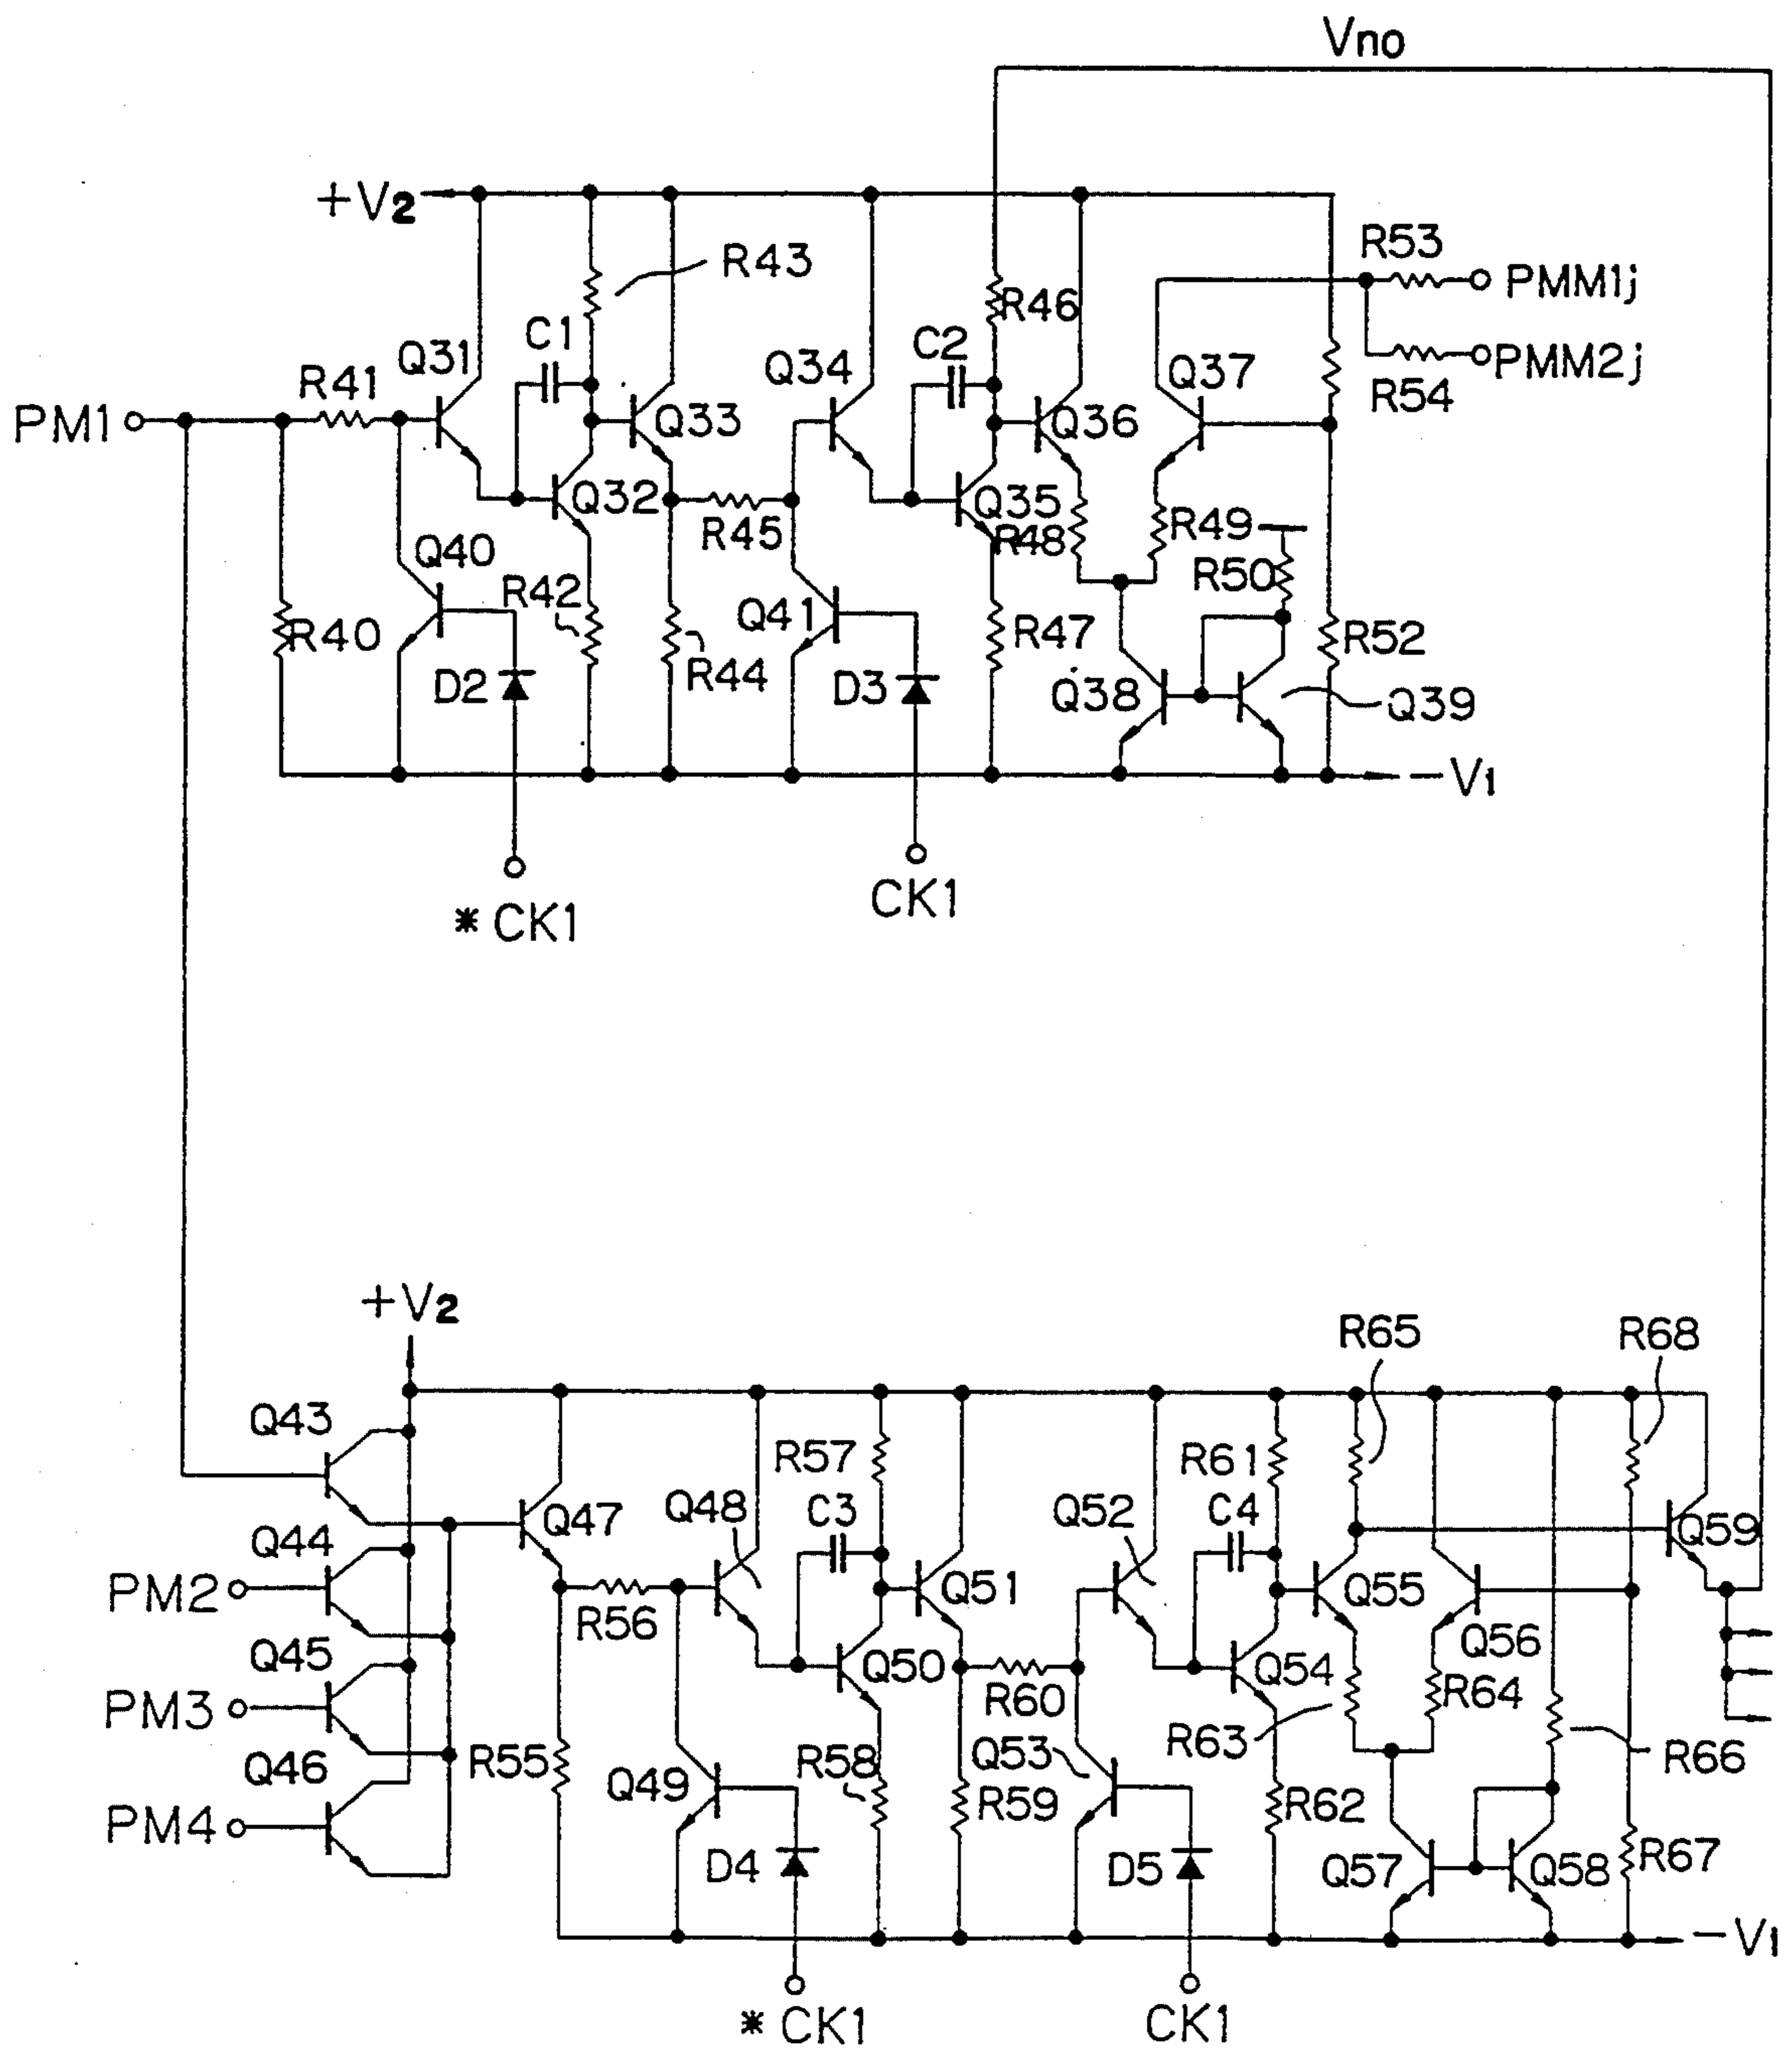 Vno
+V2
R53
PMM1j
R43
R46
C1
C2
Q31
Q34
Q37
PMM2j
R41
R54
PM1
Q33
Q36
Q32
Q35
R45
R48
R49
Q40
R50
R42
Q41
R40
R47
R52
D2
R44
D3
Q38
Q39
−V1
CK1
* CK1
+V2
R65
R68
Q43
R57
R61
Q48
C3
Q52
C4
Q47
Q59
Q44
PM2
Q51
Q55
R56
Q56
Q45
Q50
Q54
PM3
R60
R64
R63
Q53
R66
Q46
R55
R58
Q49
R59
R62
PM4
D4
D5
Q57
Q58
R67
−V1
* CK1
CK1